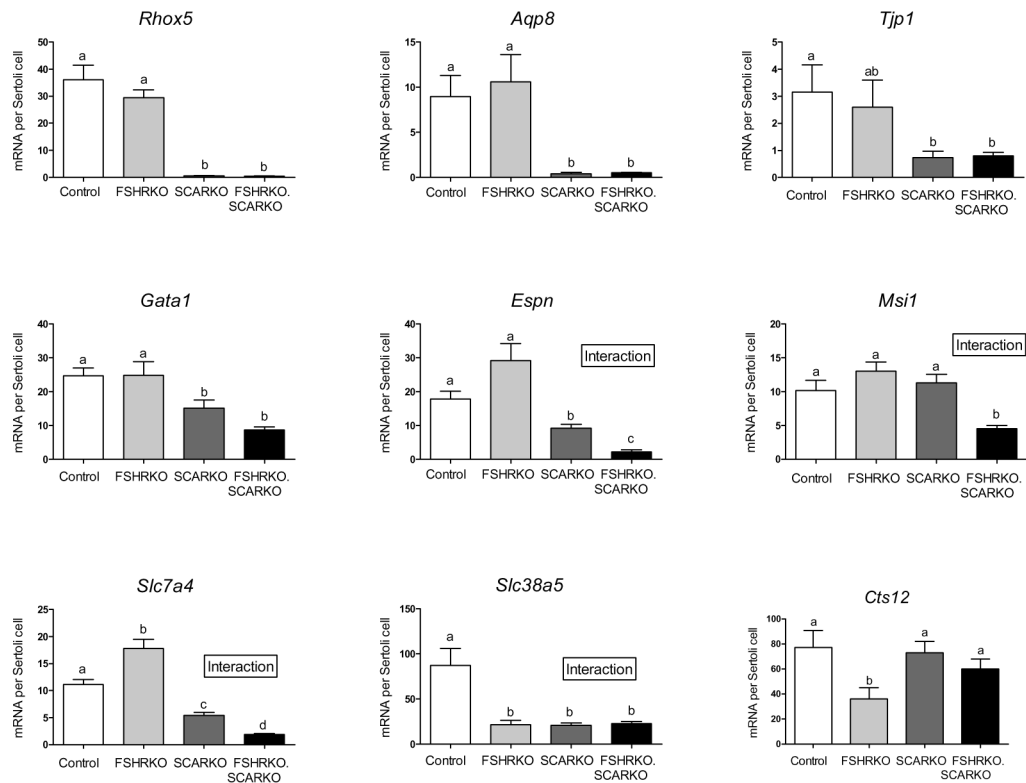 Rhox5
mRNA per Sertoli cell
50
40
30
20
10
0
a
a
b
b
Control
FSHRKO
SCARKO
FSHRKO.
SCARKO
Aqp8
mRNA per Sertoli cell
15
10
5
0
a
a
b
b
Control
FSHRKO
SCARKO
FSHRKO.
SCARKO
Tjp1
mRNA per Sertoli cell
5
4
3
2
1
0
a
ab
b
b
Control
FSHRKO
SCARKO
FSHRKO.
SCARKO
Gata1
mRNA per Sertoli cell
40
30
20
10
0
a
a
b
b
Control
FSHRKO
SCARKO
FSHRKO.
SCARKO
Espn
mRNA per Sertoli cell
40
30
20
10
0
a
a
b
c
Interaction
Control
FSHRKO
SCARKO
FSHRKO.
SCARKO
Msi1
mRNA per Sertoli cell
20
15
10
5
0
a
a
a
b
Interaction
Control
FSHRKO
SCARKO
FSHRKO.
SCARKO
Slc7a4
mRNA per Sertoli cell
25
20
15
10
5
0
a
b
c
d
Interaction
Control
FSHRKO
SCARKO
FSHRKO.
SCARKO
Slc38a5
mRNA per Sertoli cell
150
100
50
0
a
b
b
b
Interaction
Control
FSHRKO
SCARKO
FSHRKO.
SCARKO
Cts12
mRNA per Sertoli cell
100
80
60
40
20
0
a
b
a
a
Control
FSHRKO
SCARKO
FSHRKO.
SCARKO